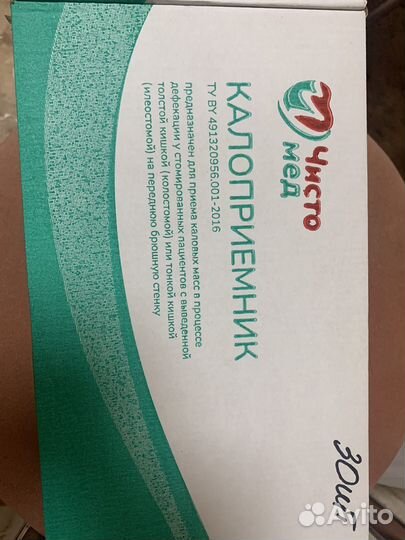 Чисто
мед
КАЛОПРИЕМНИК
ТУ BY 491320956.001-2016
предназначен для приема каловых масс в процессе
дефекации у стомированных пациентов с выведенной
толстой кишкой (колостомой) или тонкой кишкой
(илеостомой) на переднюю брюшную стенку
30шт
Avito